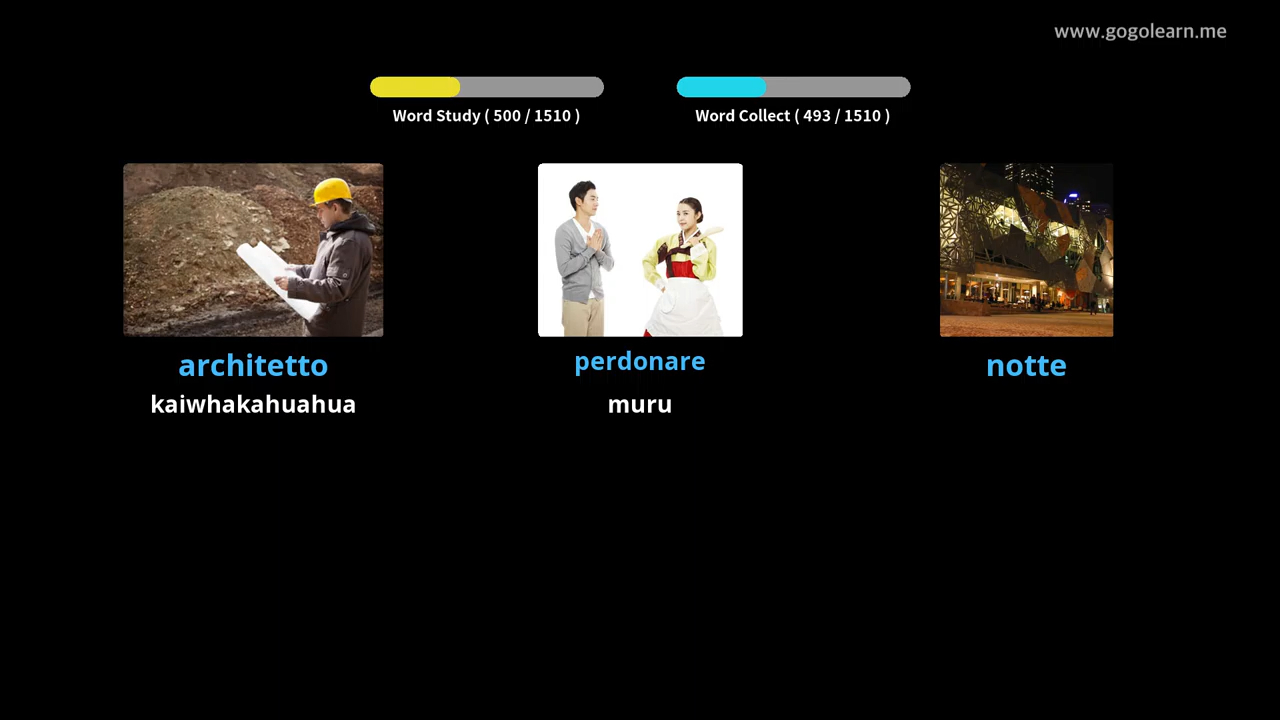 www.gogolearn.me
Word Study ( 500 / 1510 )
Word Collect ( 493 / 1510 )
architetto
kaiwhakahuahua
perdonare
muru
notte